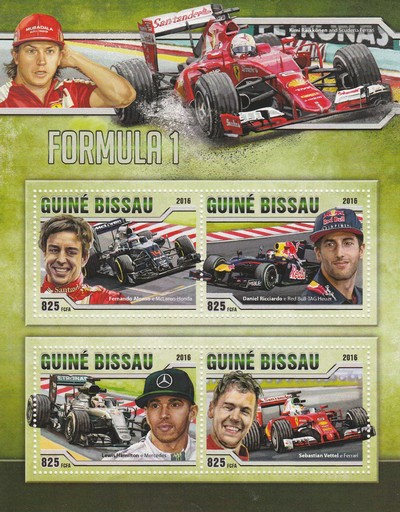 Kimi Räikkönen and Scuderia Ferrari
FORMULA 1
GUINÉ BISSAU
2016
Santander
Fernando Alonso e McLaren-Honda
825 FCFA
GUINÉ BISSAU
2016
Red Bull
Daniel Ricciardo e Red Bull-TAG Heuer
825 FCFA
GUINÉ BISSAU
2016
Lewis Hamilton e Mercedes
825 FCFA
GUINÉ BISSAU
2016
Sebastian Vettel e Ferrari
825 FCFA